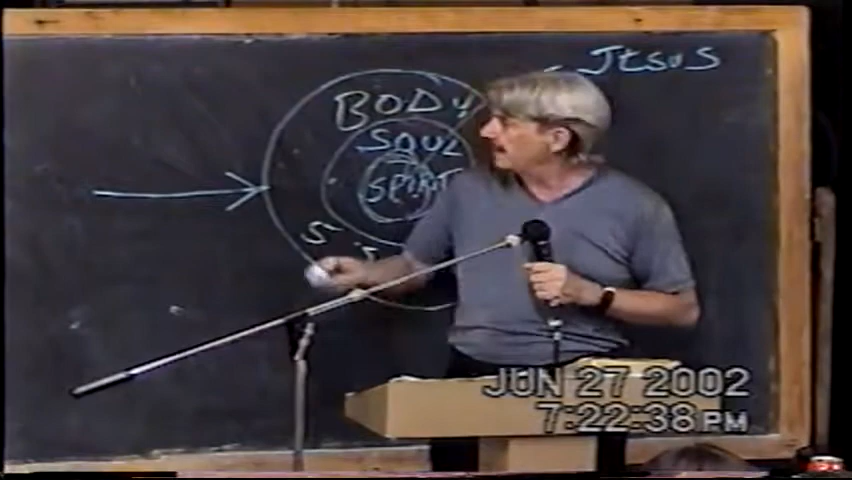 JESUS
BODY
SOUL
SPIRIT
S
JUN 27 2002
7:22:38 PM